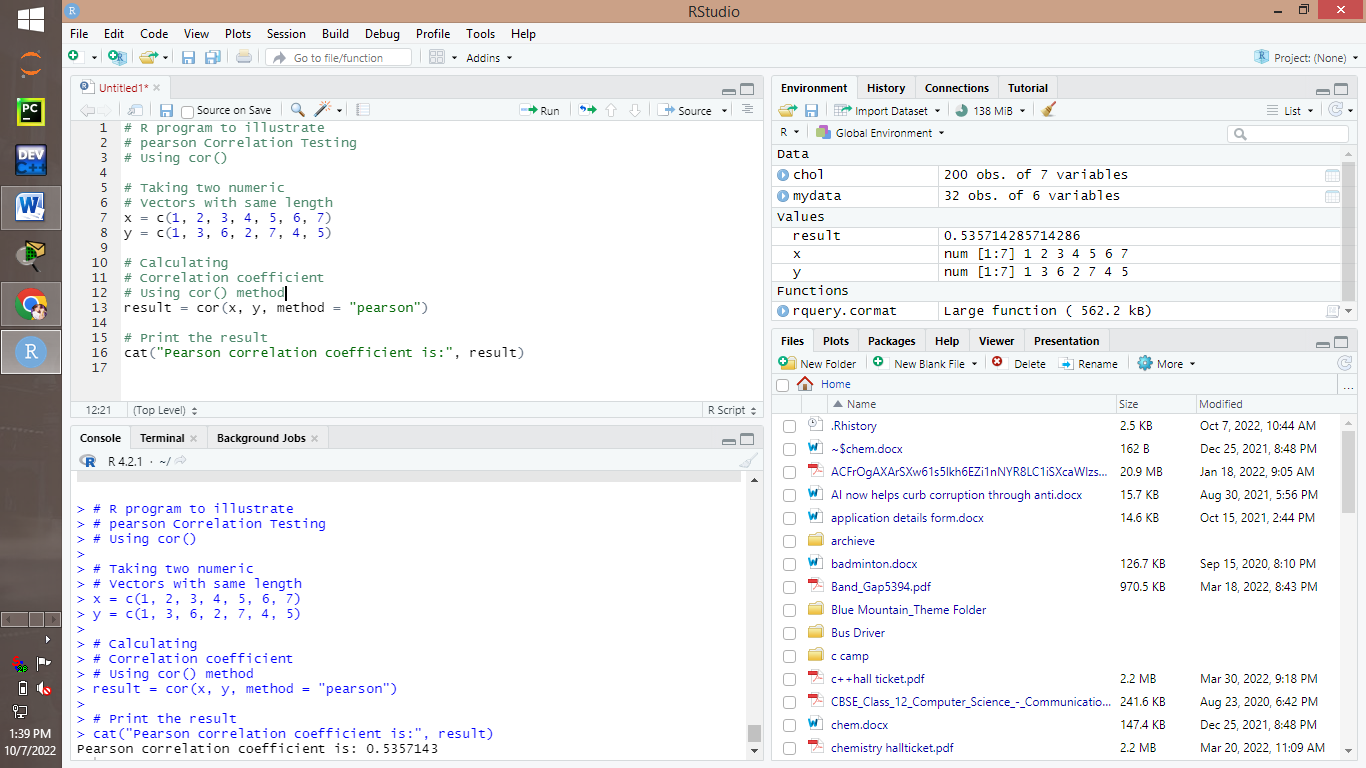 RStudio
File Edit Code View Plots Session Build Debug Profile Tools Help
Go to file/function Addins Project: (None)
Untitled1*
Source on Save Run Source
1 # R program to illustrate
2 # pearson Correlation Testing
3 # Using cor()
4
5 # Taking two numeric
6 # Vectors with same length
7 x = c(1, 2, 3, 4, 5, 6, 7)
8 y = c(1, 3, 6, 2, 7, 4, 5)
9
10 # Calculating
11 # Correlation coefficient
12 # Using cor() method
13 result = cor(x, y, method = "pearson")
14
15 # Print the result
16 cat("Pearson correlation coefficient is:", result)
17
12:21 (Top Level) R Script
Console Terminal Background Jobs
R 4.2.1 · ~/
> # R program to illustrate
> # pearson Correlation Testing
> # Using cor()
>
> # Taking two numeric
> # Vectors with same length
> x = c(1, 2, 3, 4, 5, 6, 7)
> y = c(1, 3, 6, 2, 7, 4, 5)
>
> # Calculating
> # Correlation coefficient
> # Using cor() method
> result = cor(x, y, method = "pearson")
>
> # Print the result
> cat("Pearson correlation coefficient is:", result)
Pearson correlation coefficient is: 0.5357143
Environment History Connections Tutorial
Import Dataset 138 MiB List
R Global Environment
Data
chol 200 obs. of 7 variables
mydata 32 obs. of 6 variables
Values
result 0.535714285714286
x num [1:7] 1 2 3 4 5 6 7
y num [1:7] 1 3 6 2 7 4 5
Functions
rquery.cormat Large function ( 562.2 kB)
Files Plots Packages Help Viewer Presentation
New Folder New Blank File Delete Rename More
Home ...
Name Size Modified
.Rhistory 2.5 KB Oct 7, 2022, 10:44 AM
~$chem.docx 162 B Dec 25, 2021, 8:48 PM
20.9 MB Jan 18, 2022, 9:05 AM
AI now helps curb corruption through anti.docx 15.7 KB Aug 30, 2021, 5:56 PM
application details form.docx 14.6 KB Oct 15, 2021, 2:44 PM
archieve
badminton.docx 126.7 KB Sep 15, 2020, 8:10 PM
Band_Gap5394.pdf 970.5 KB Mar 18, 2022, 8:43 PM
Blue Mountain_Theme Folder
Bus Driver
c camp
c++hall ticket.pdf 2.2 MB Mar 30, 2022, 9:18 PM
CBSE_Class_12_Computer_Science_-_Communicatio... 241.6 KB Aug 23, 2020, 6:42 PM
chem.docx 147.4 KB Dec 25, 2021, 8:48 PM
chemistry hallticket.pdf 2.2 MB Mar 20, 2022, 11:09 AM
PC
DEV
C++
W
R
1:39 PM
10/7/2022